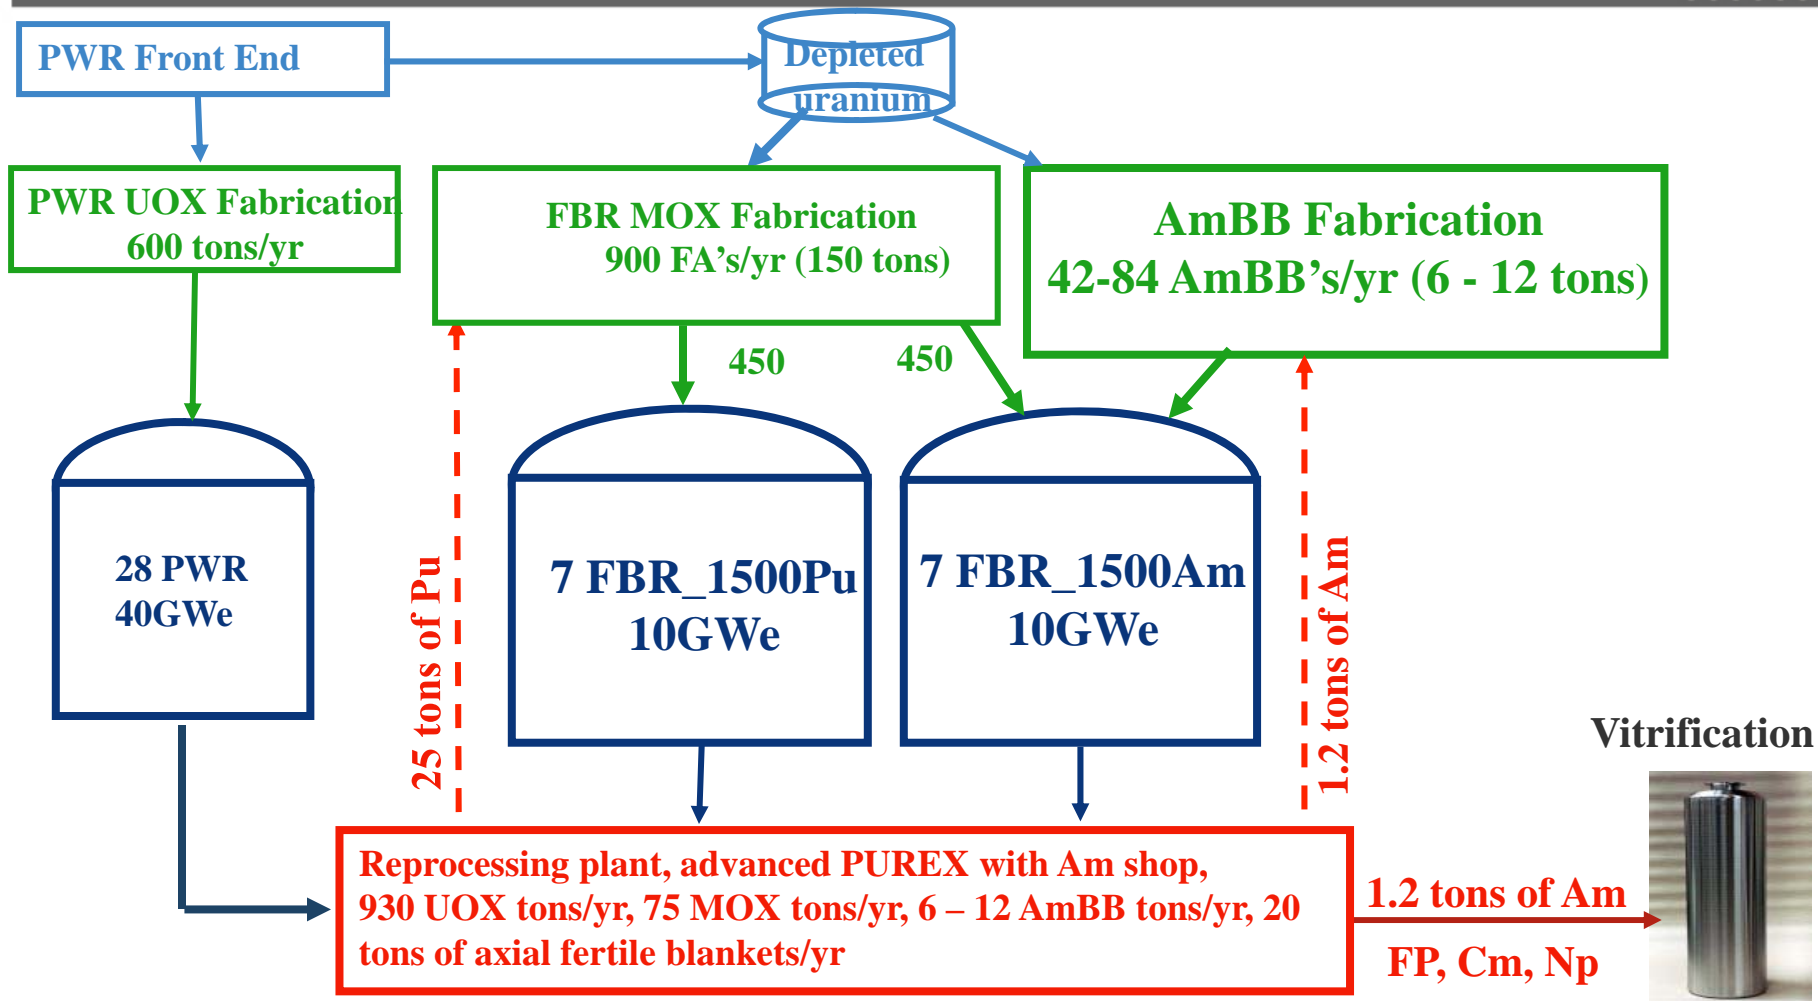 PWR Front End
Depleted
uranium
PWR UOX Fabrication
600 tons/yr
FBR MOX Fabrication
900 FA's/yr (150 tons)
AmBB Fabrication
42-84 AmBB’s/yr (6 - 12 tons)
450
450
28 PWR
40GWe
25 tons of Pu
7 FBR_1500Pu
10GWe
7 FBR_1500Am
10GWe
1.2 tons of Am
Vitrification
Reprocessing plant, advanced PUREX with Am shop,
930 UOX tons/yr, 75 MOX tons/yr, 6 – 12 AmBB tons/yr, 20
tons of axial fertile blankets/yr
1.2 tons of Am
FP, Cm, Np